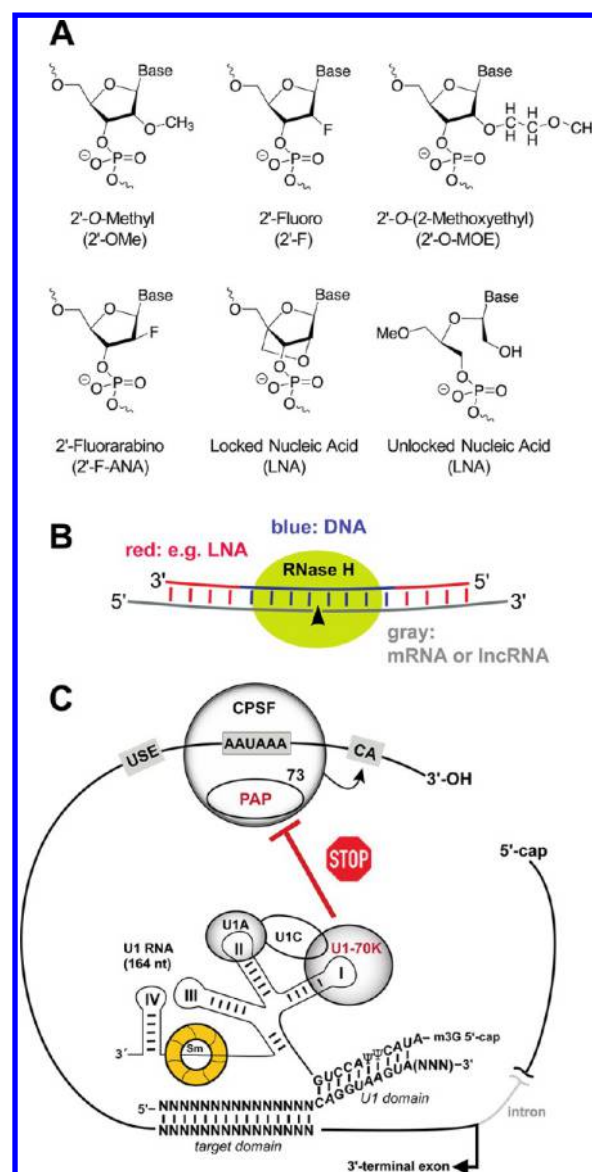 A
Base
O
O
O
O-CH3
⊖
O-P=O
O
2'-O-Methyl
(2'-OMe)
Base
O
O
O
F
⊖
O-P=O
O
2'-Fluoro
(2'-F)
Base
O
O
O
H H
O-C-C-O-CH
H H
⊖
O-P=O
O
2'-O-(2-Methoxyethyl)
(2'-O-MOE)
Base
O
O
O
F
⊖
O-P=O
O
2'-Fluorarabino
(2'-F-ANA)
Base
O
O
O
O
⊖
O-P=O
O
Locked Nucleic Acid
(LNA)
Base
O
MeO
O
OH
⊖
O-P=O
O
Unlocked Nucleic Acid
(LNA)
B
blue: DNA
red: e.g. LNA
RNase H
3'
5'
5'
3'
gray:
mRNA or lncRNA
C
CPSF
USE
AAUAAA
CA
73
PAP
3'-OH
STOP
5'-cap
U1A
U1C
U1-70K
II
I
U1 RNA
(164 nt)
III
IV
3´
Sm
GUCCAΨΨCAUA– m3G 5'-cap
CAGGUAAGUA(NNN)–3'
U1 domain
5'–NNNNNNNNNNNNNNN
NNNNNNNNNNNNNNN
target domain
intron
3'-terminal exon